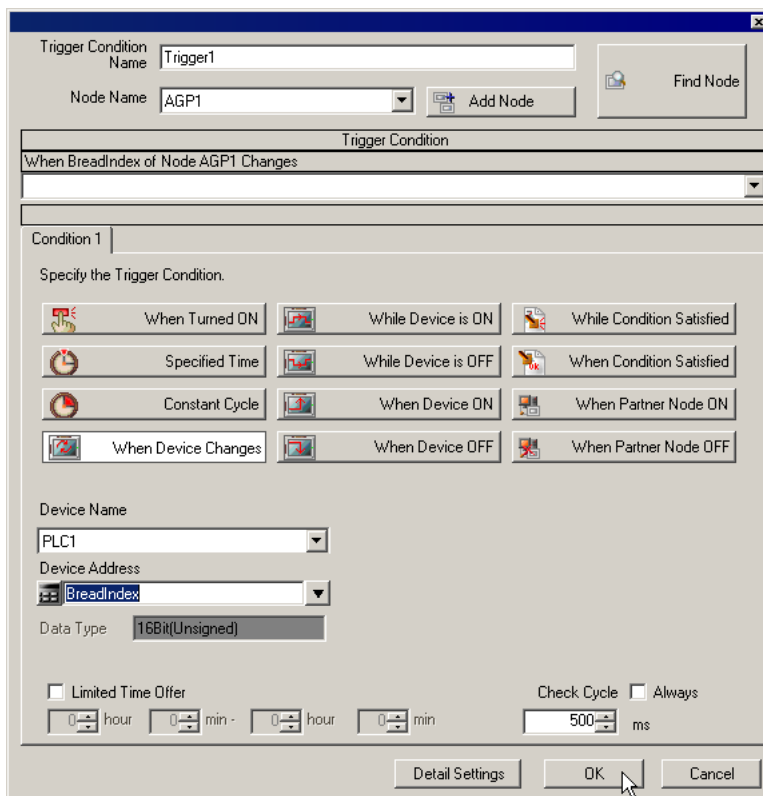 Trigger Condition Name Trigger1
Find Node
Node Name AGP1 Add Node
Trigger Condition
When BreadIndex of Node AGP1 Changes
Condition 1
Specify the Trigger Condition.
When Turned ON While Device is ON While Condition Satisfied
Specified Time While Device is OFF When Condition Satisfied
Constant Cycle When Device ON When Partner Node ON
When Device Changes When Device OFF When Partner Node OFF
Device Name
PLC1
Device Address
BreadIndex
Data Type 16Bit(Unsigned)
Limited Time Offer Check Cycle Always
0 hour 0 min - 0 hour 0 min 500 ms
Detail Settings OK Cancel